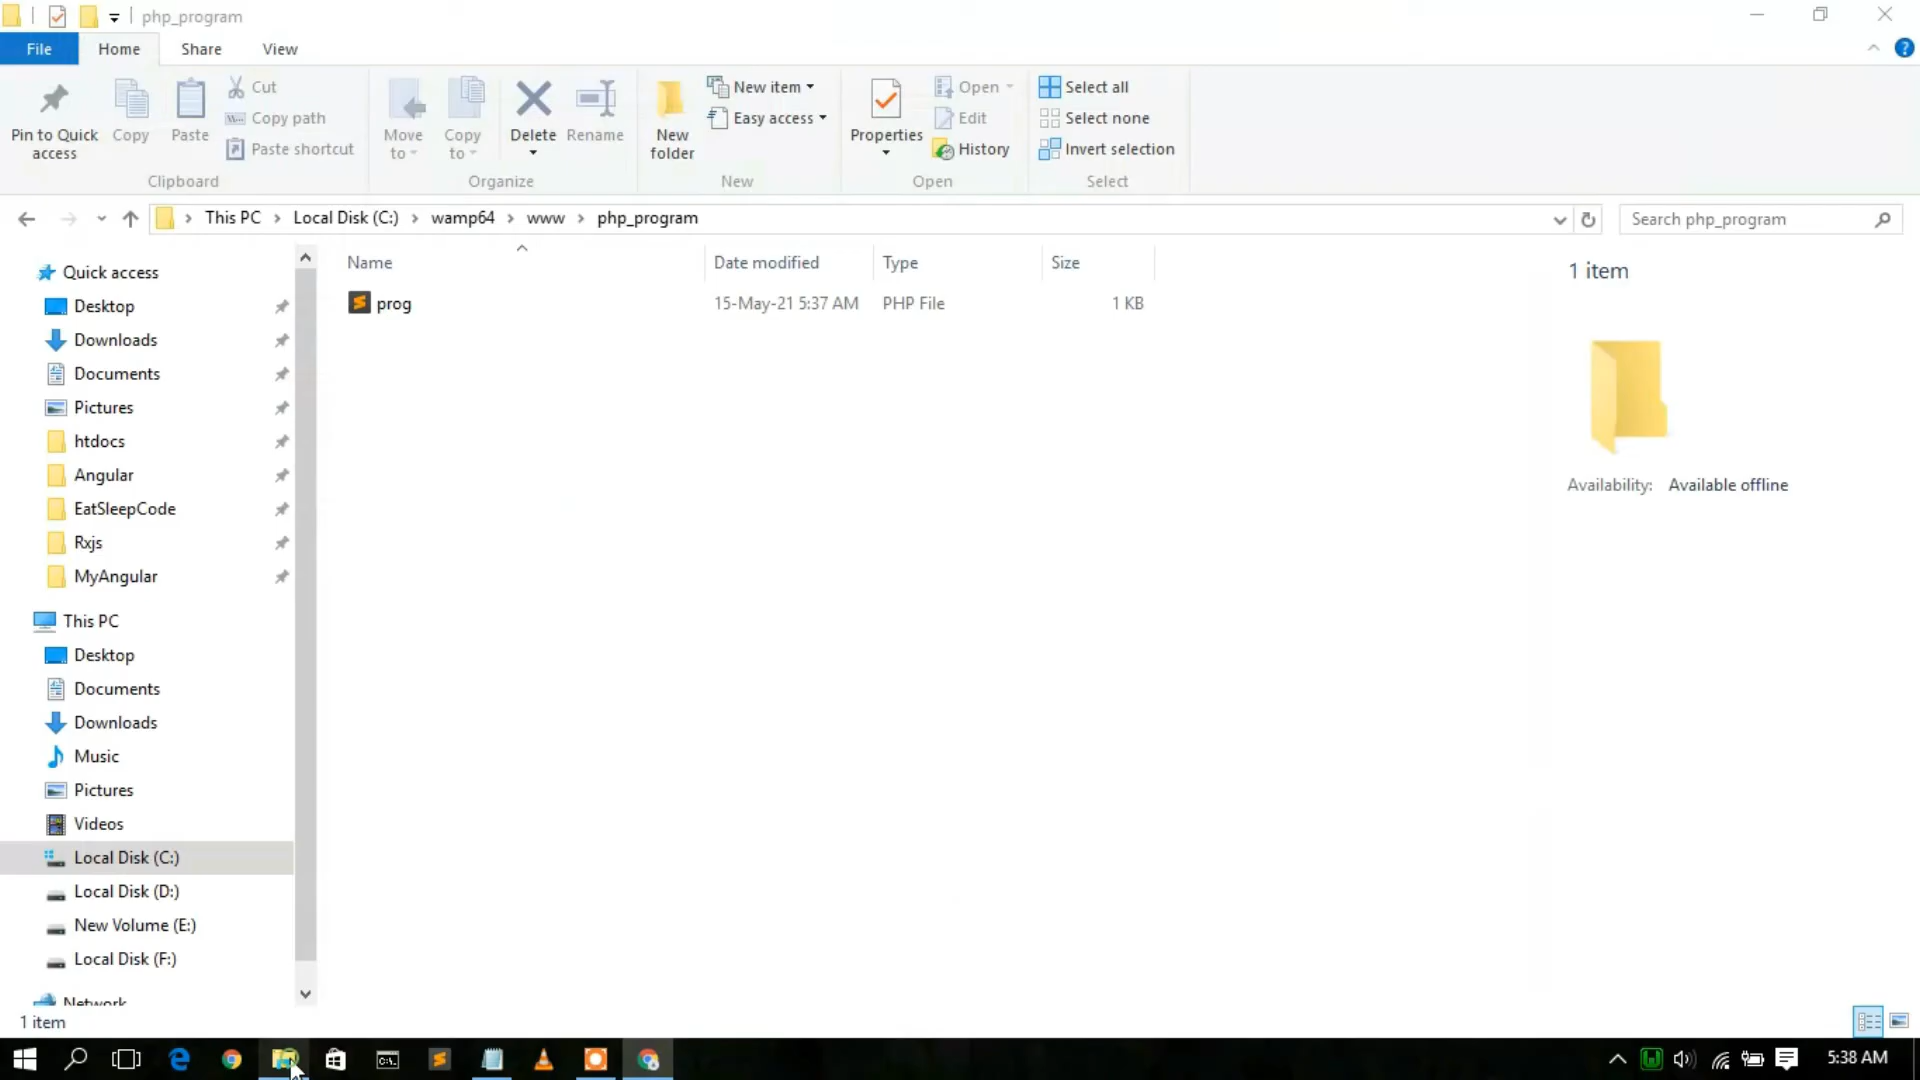 php_program
File Home Share View
Pin to Quick access
Copy
Paste
Cut
Copy path
Paste shortcut
Clipboard
Move to
Copy to
Delete
Rename
Organize
New folder
New item
Easy access
New
Properties
Open
Edit
History
Open
Select all
Select none
Invert selection
Select
This PC › Local Disk (C:) › wamp64 › www › php_program
Search php_program
Name Date modified Type Size
prog 15-May-21 5:37 AM PHP File 1 KB
Quick access
Desktop
Downloads
Documents
Pictures
htdocs
Angular
EatSleepCode
Rxjs
MyAngular
This PC
Desktop
Documents
Downloads
Music
Pictures
Videos
Local Disk (C:)
Local Disk (D:)
New Volume (E:)
Local Disk (F:)
Network
1 item
Availability: Available offline
1 item
5:38 AM